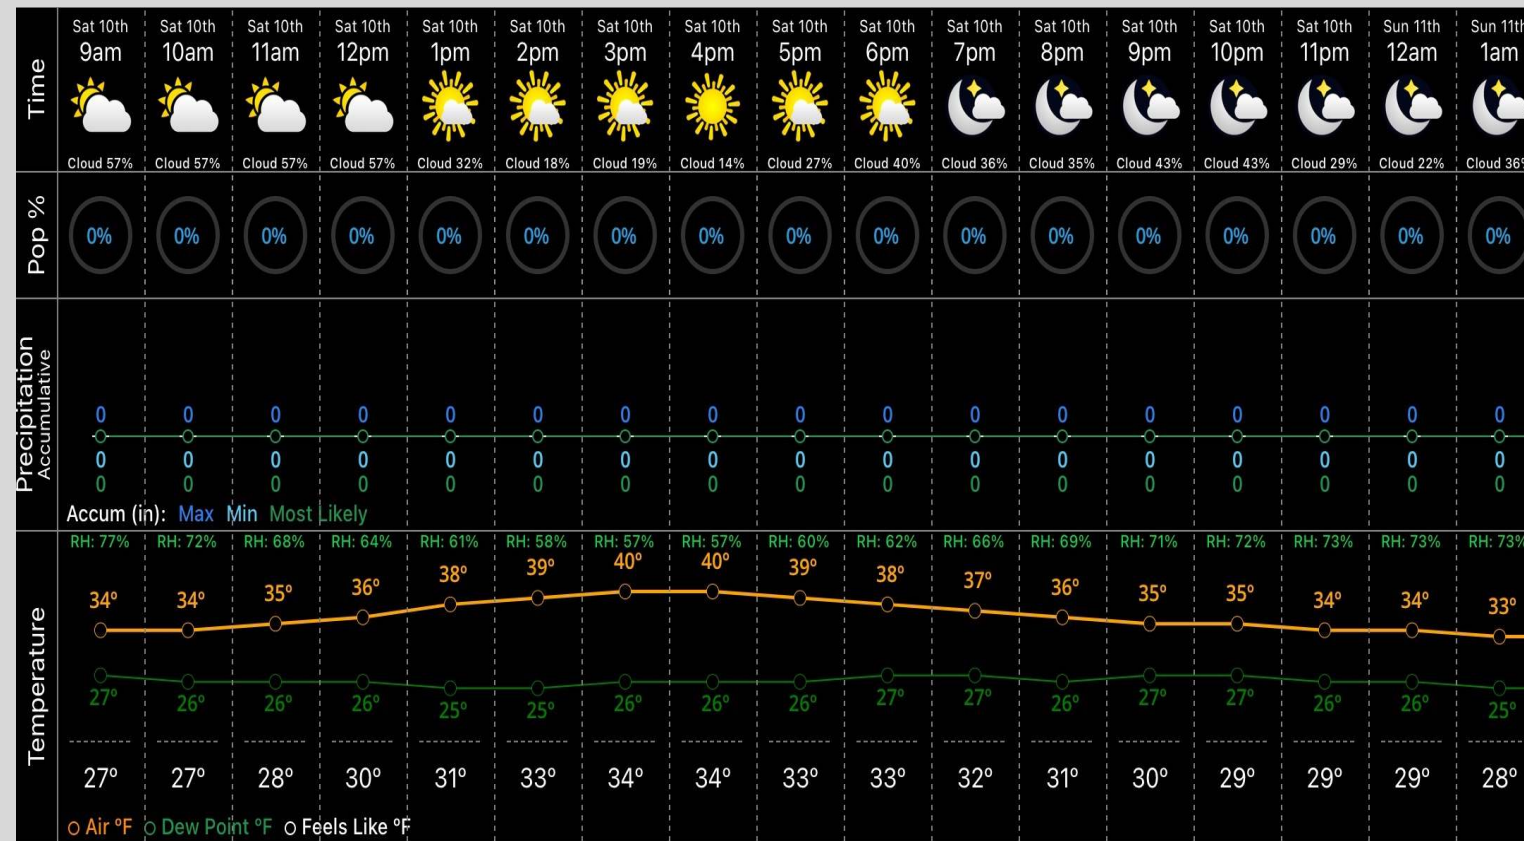 Time
Sat 10th Sat 10th Sat 10th Sat 10th Sat 10th Sat 10th Sat 10th Sat 10th Sat 10th Sat 10th Sat 10th Sat 10th Sat 10th Sat 10th Sat 10th Sun 11th Sun 11th
9am 10am 11am 12pm 1pm 2pm 3pm 4pm 5pm 6pm 7pm 8pm 9pm 10pm 11pm 12am 1am
Cloud 57% Cloud 57% Cloud 57% Cloud 57% Cloud 32% Cloud 18% Cloud 19% Cloud 14% Cloud 27% Cloud 40% Cloud 36% Cloud 35% Cloud 43% Cloud 43% Cloud 29% Cloud 22% Cloud 36%
Pop %
0% 0% 0% 0% 0% 0% 0% 0% 0% 0% 0% 0% 0% 0% 0% 0% 0%
Precipitation
Accumulative
0 0 0 0 0 0 0 0 0 0 0 0 0 0 0 0 0
0 0 0 0 0 0 0 0 0 0 0 0 0 0 0 0 0
0 0 0 0 0 0 0 0 0 0 0 0 0 0 0 0 0
Accum (in): Max Min Most Likely
Temperature
RH: 77% RH: 72% RH: 68% RH: 64% RH: 61% RH: 58% RH: 57% RH: 57% RH: 60% RH: 62% RH: 66% RH: 69% RH: 71% RH: 72% RH: 73% RH: 73% RH: 73%
34° 34° 35° 36° 38° 39° 40° 40° 39° 38° 37° 36° 35° 35° 34° 34° 33°
27° 26° 26° 26° 25° 25° 26° 26° 26° 27° 27° 26° 27° 27° 26° 26° 25°
27° 27° 28° 30° 31° 33° 34° 34° 33° 33° 32° 31° 30° 29° 29° 29° 28°
Air °F Dew Point °F Feels Like °F